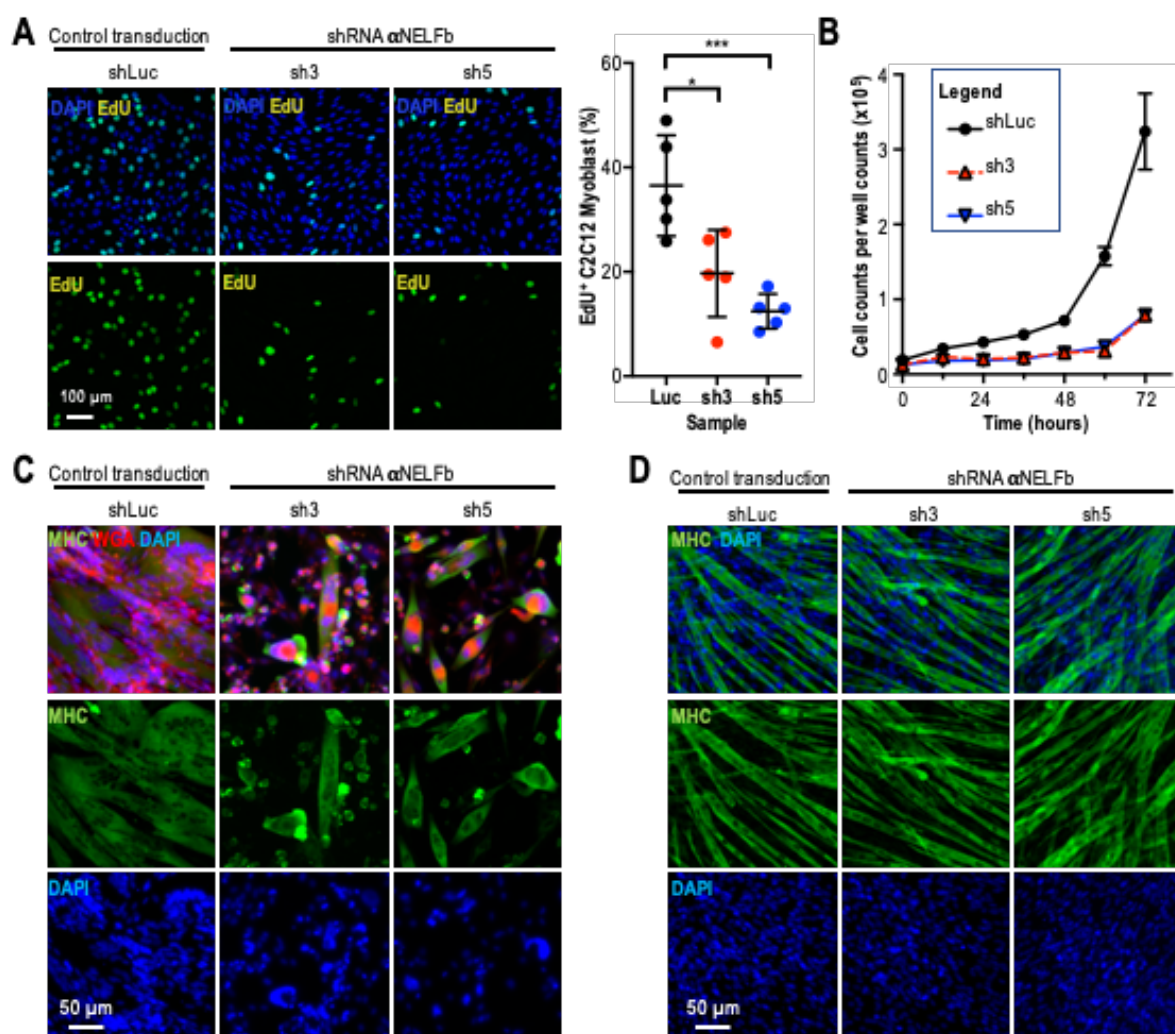 A
Control transduction
shRNA αNELFb
shLuc
sh3
sh5
DAPI EdU
DAPI EdU
DAPI EdU
EdU
EdU
EdU
100 µm
EdU⁺ C2C12 Myoblast (%)
60
40
20
0
***
*
Luc
sh3
sh5
Sample
B
Cell counts per well counts (x10⁵)
4
3
2
1
0
Legend
shLuc
sh3
sh5
0
24
48
72
Time (hours)
C
Control transduction
shRNA αNELFb
shLuc
sh3
sh5
MHC WGA DAPI
MHC
DAPI
50 µm
D
Control transduction
shRNA αNELFb
shLuc
sh3
sh5
MHC DAPI
MHC
DAPI
50 µm